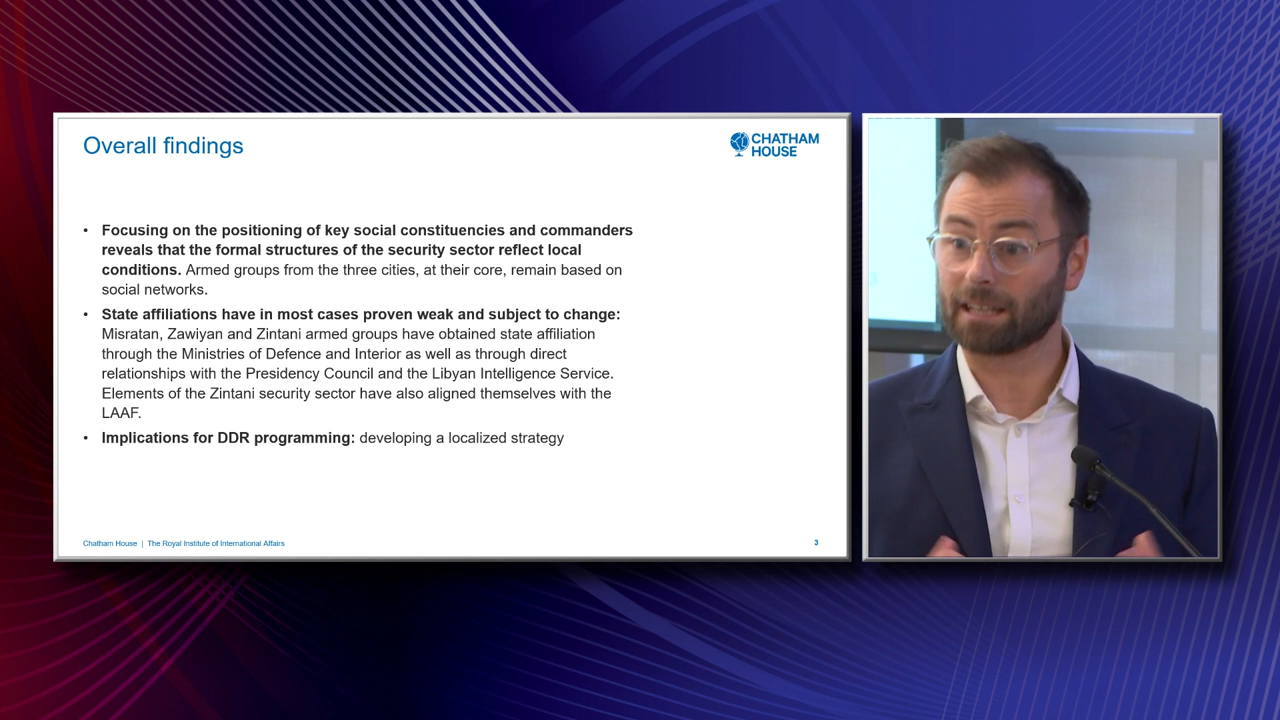 Overall findings
CHATHAM
HOUSE
• Focusing on the positioning of key social constituencies and commanders
reveals that the formal structures of the security sector reflect local
conditions. Armed groups from the three cities, at their core, remain based on
social networks.
• State affiliations have in most cases proven weak and subject to change:
Misratan, Zawiyan and Zintani armed groups have obtained state affiliation
through the Ministries of Defence and Interior as well as through direct
relationships with the Presidency Council and the Libyan Intelligence Service.
Elements of the Zintani security sector have also aligned themselves with the
LAAF.
• Implications for DDR programming: developing a localized strategy
Chatham House | The Royal Institute of International Affairs
3